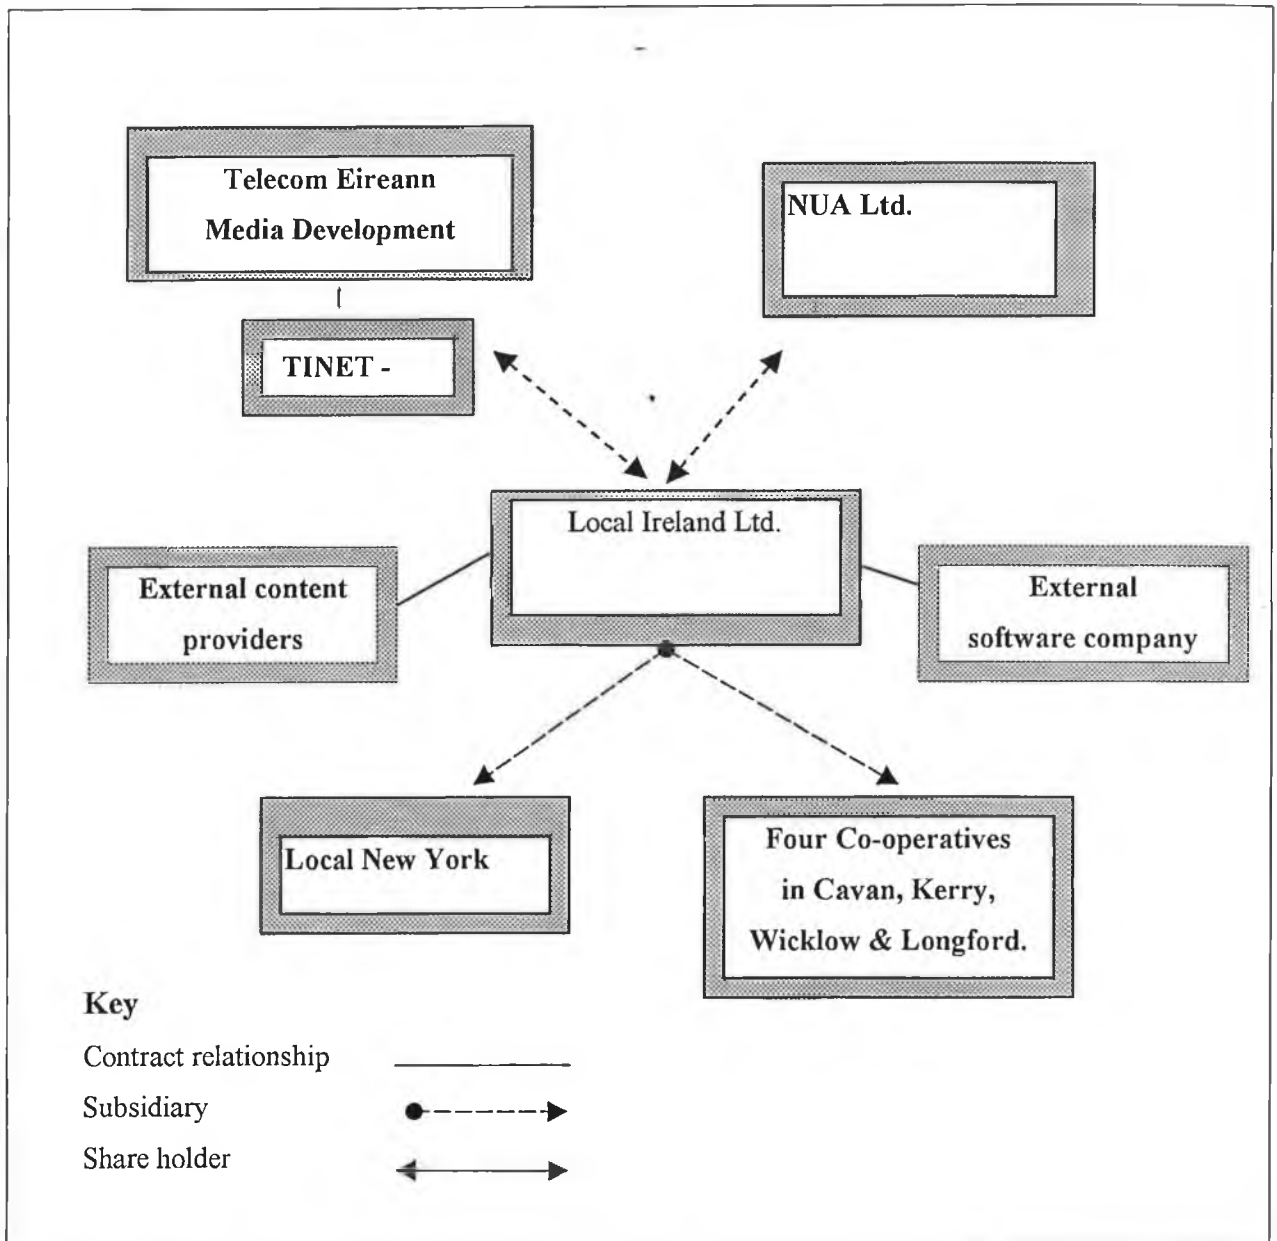 Telecom Eireann
Media Development
NUA Ltd.
TINET -
Local Ireland Ltd.
External content
providers
External
software company
Local New York
Four Co-operatives
in Cavan, Kerry,
Wicklow & Longford.
Key
Contract relationship
Subsidiary
Share holder